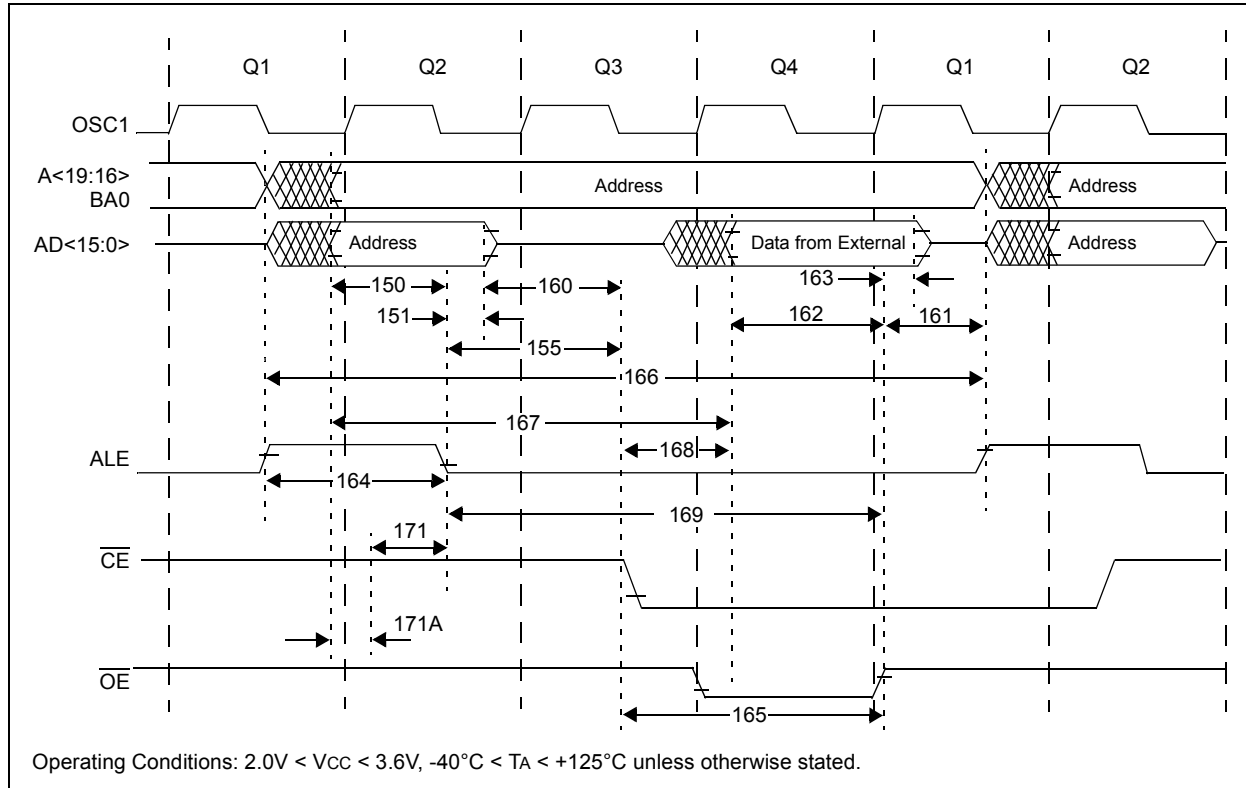 Q1 Q2 Q3 Q4 Q1 Q2
OSC1
A<19:16>
BA0
Address
Address
AD<15:0>
Address
Data from External
Address
163
150
160
151
162
161
155
166
167
ALE
168
164
169
171
CE
171A
OE
165
Operating Conditions: 2.0V < VCC < 3.6V, -40°C < TA < +125°C unless otherwise stated.